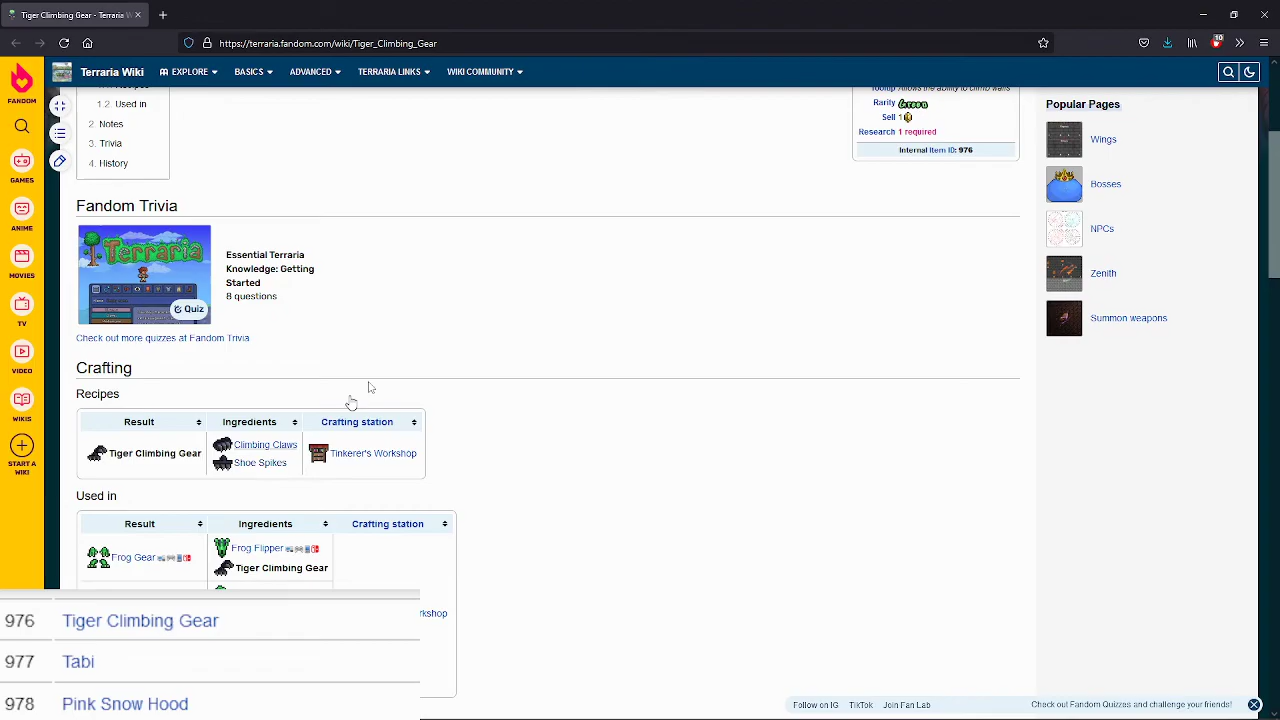 Tiger Climbing Gear - Terraria W
https://terraria.fandom.com/wiki/Tiger_Climbing_Gear
10
FANDOM
GAMES
ANIME
MOVIES
TV
VIDEO
WIKIS
START A
WIKI
Terraria Wiki
EXPLORE
BASICS
ADVANCED
TERRARIA LINKS
WIKI COMMUNITY
1.2 Used in
2 Notes
3 Trivia
4 History
Tooltip Allows the ability to climb walls
Rarity Green
Sell 1
Research 1 required
Internal Item ID: 976
Popular Pages
Wings
Bosses
NPCs
Zenith
Summon weapons
Fandom Trivia
Terraria
Quiz
Essential Terraria
Knowledge: Getting
Started
8 questions
Check out more quizzes at Fandom Trivia
Crafting
Recipes
Result Ingredients Crafting station
Tiger Climbing Gear
Climbing Claws
Shoe Spikes
Tinkerer's Workshop
Used in
Result Ingredients Crafting station
Frog Gear
Frog Flipper
Tiger Climbing Gear
rkshop
976 Tiger Climbing Gear
977 Tabi
978 Pink Snow Hood
Follow on IG TikTok Join Fan Lab
Check out Fandom Quizzes and challenge your friends!